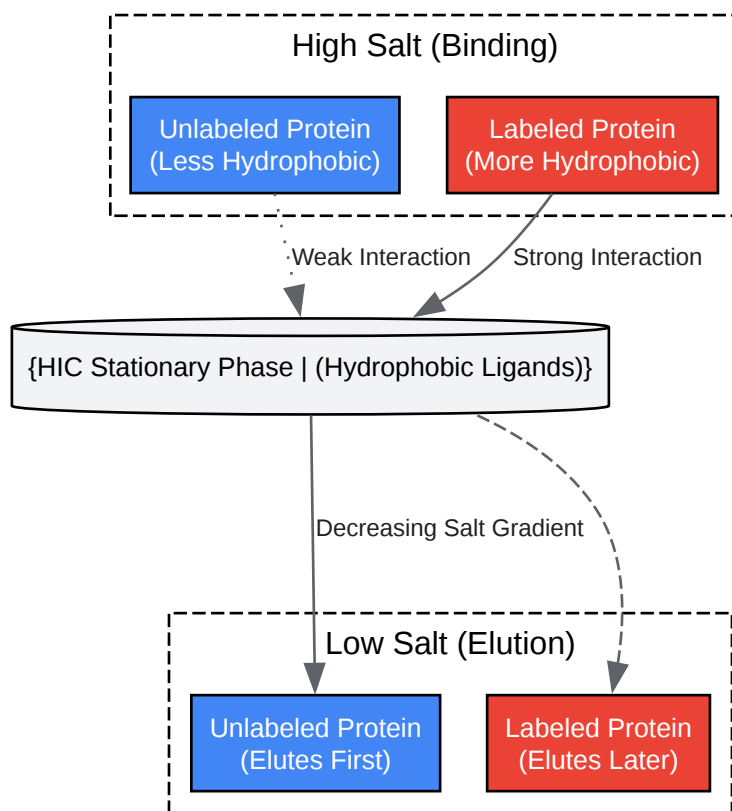 High Salt (Binding)
Unlabeled Protein
(Less Hydrophobic)
Labeled Protein
(More Hydrophobic)
Weak Interaction
Strong Interaction
{HIC Stationary Phase | (Hydrophobic Ligands)}
Decreasing Salt Gradient
Low Salt (Elution)
Unlabeled Protein
(Elutes First)
Labeled Protein
(Elutes Later)